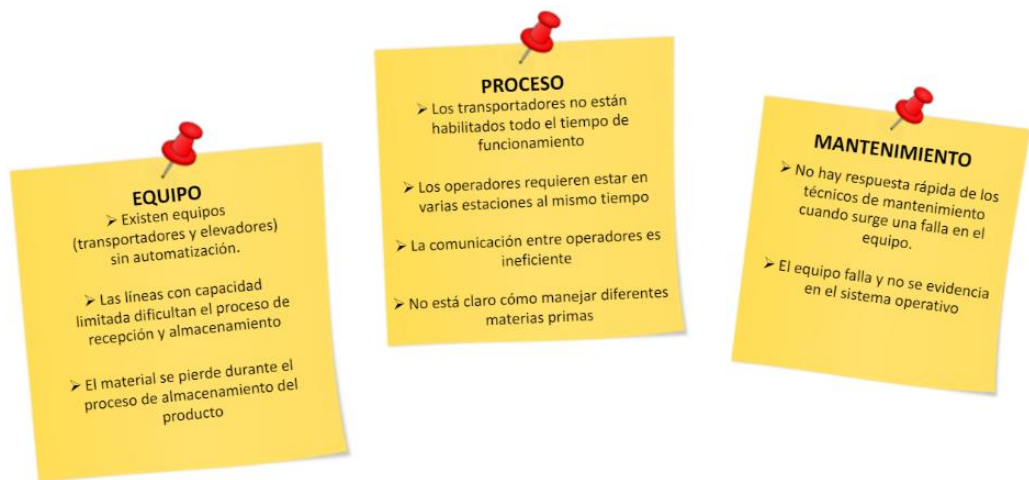 EQUIPO
➢ Existen equipos
(transportadores y elevadores)
sin automatización.
➢ Las líneas con capacidad
limitada dificultan el proceso de
recepción y almacenamiento
➢ El material se pierde durante el
proceso de almacenamiento del
producto
PROCESO
➢ Los transportadores no están
habilitados todo el tiempo de
funcionamiento
➢ Los operadores requieren estar en
varias estaciones al mismo tiempo
➢ La comunicación entre operadores es
ineficiente
➢ No está claro cómo manejar diferentes
materias primas
MANTENIMIENTO
➢ No hay respuesta rápida de los
técnicos de mantenimiento
cuando surge una falla en el
equipo.
➢ El equipo falla y no se evidencia
en el sistema operativo